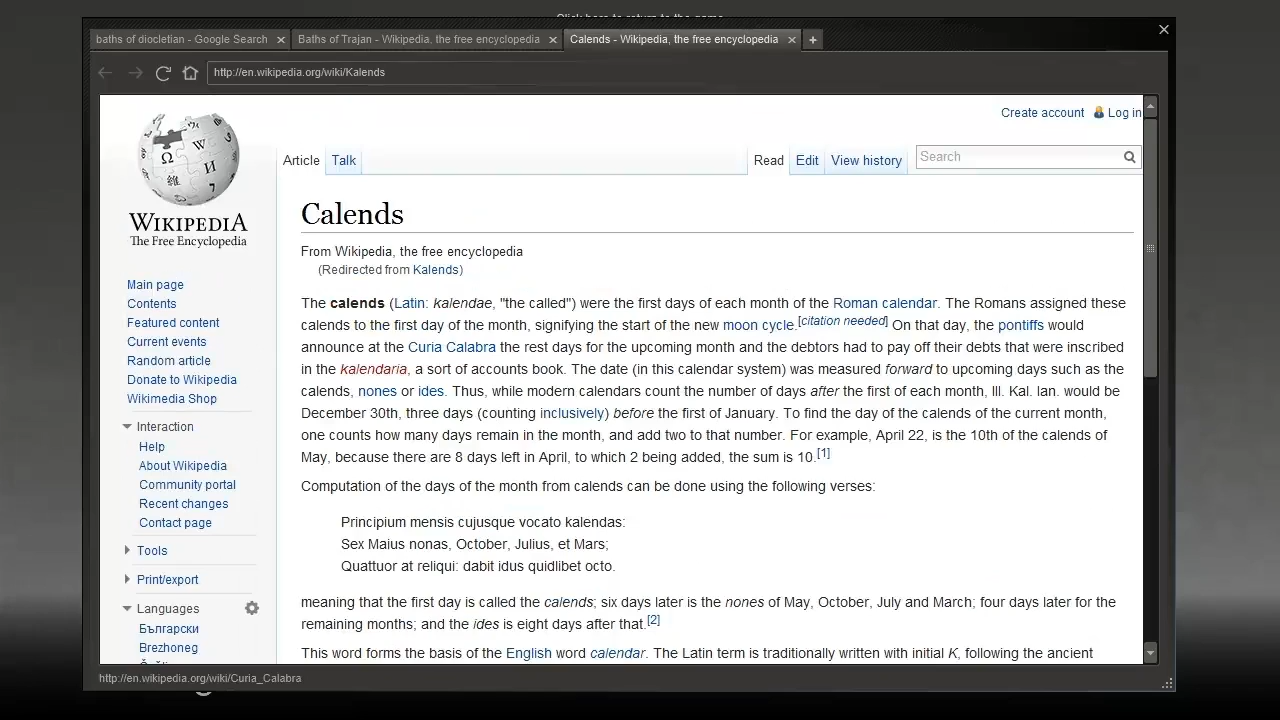 Click here to return to the game
baths of diocletian - Google Search
Baths of Trajan - Wikipedia, the free encyclopedia
Calends - Wikipedia, the free encyclopedia
http://en.wikipedia.org/wiki/Kalends
Create account Log in
Article Talk Read Edit View history Search
WIKIPEDIA
The Free Encyclopedia
Main page
Contents
Featured content
Current events
Random article
Donate to Wikipedia
Wikimedia Shop
Interaction
Help
About Wikipedia
Community portal
Recent changes
Contact page
Tools
Print/export
Languages
Български
Brezhoneg
Calends
From Wikipedia, the free encyclopedia
(Redirected from Kalends)
The calends (Latin: kalendae, "the called") were the first days of each month of the Roman calendar. The Romans assigned these
calends to the first day of the month, signifying the start of the new moon cycle.[citation needed] On that day, the pontiffs would
announce at the Curia Calabra the rest days for the upcoming month and the debtors had to pay off their debts that were inscribed
in the kalendaria, a sort of accounts book. The date (in this calendar system) was measured forward to upcoming days such as the
calends, nones or ides. Thus, while modern calendars count the number of days after the first of each month, III. Kal. Ian. would be
December 30th, three days (counting inclusively) before the first of January. To find the day of the calends of the current month,
one counts how many days remain in the month, and add two to that number. For example, April 22, is the 10th of the calends of
May, because there are 8 days left in April, to which 2 being added, the sum is 10.[1]
Computation of the days of the month from calends can be done using the following verses:
Principium mensis cujusque vocato kalendas:
Sex Maius nonas, October, Julius, et Mars;
Quattuor at reliqui: dabit idus quidlibet octo.
meaning that the first day is called the calends; six days later is the nones of May, October, July and March; four days later for the
remaining months; and the ides is eight days after that.[2]
This word forms the basis of the English word calendar. The Latin term is traditionally written with initial K, following the ancient
http://en.wikipedia.org/wiki/Curia_Calabra